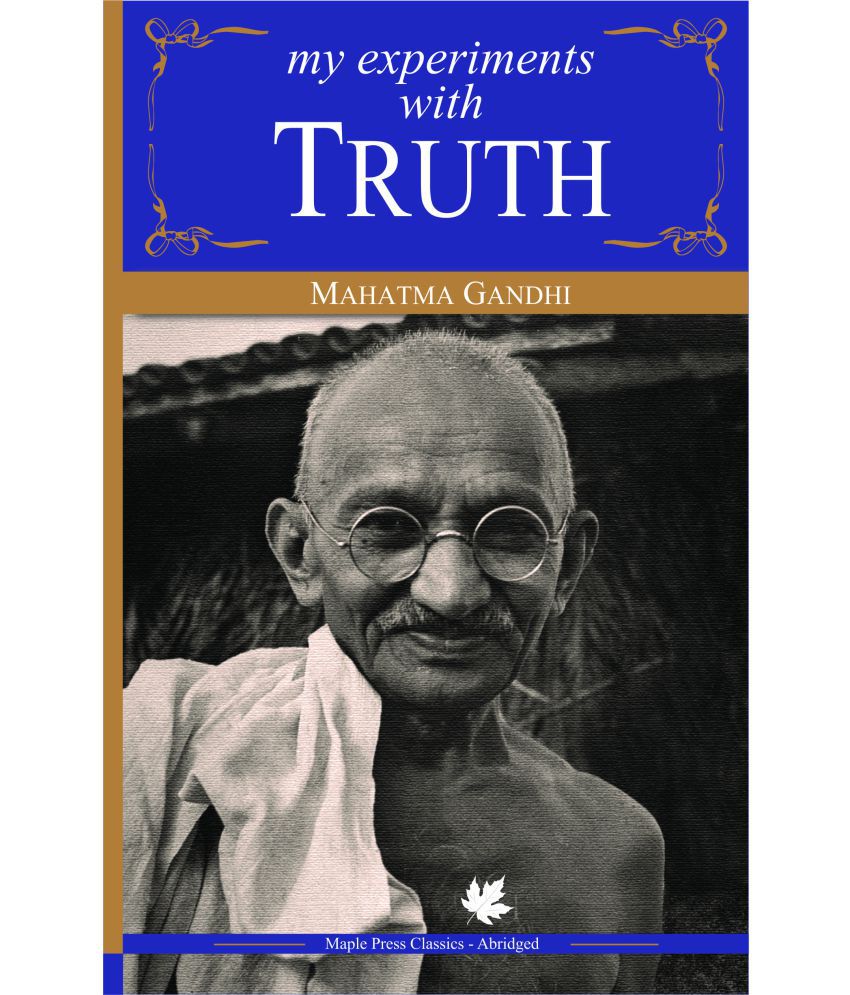 my experiments
with
TRUTH
MAHATMA GANDHI
Maple Press Classics - Abridged